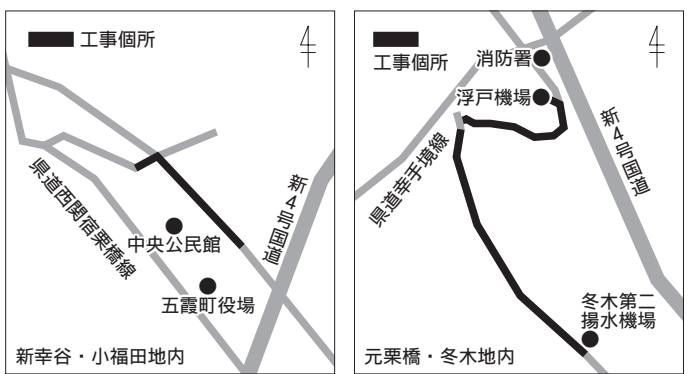 工事個所
県道西関宿栗橋線
新4号国道
中央公民館
五霞町役場
新幸谷・小福田地内
工事個所
消防署
浮戸機場
県道幸手境線
新4号国道
冬木第二
揚水機場
元栗橋・冬木地内